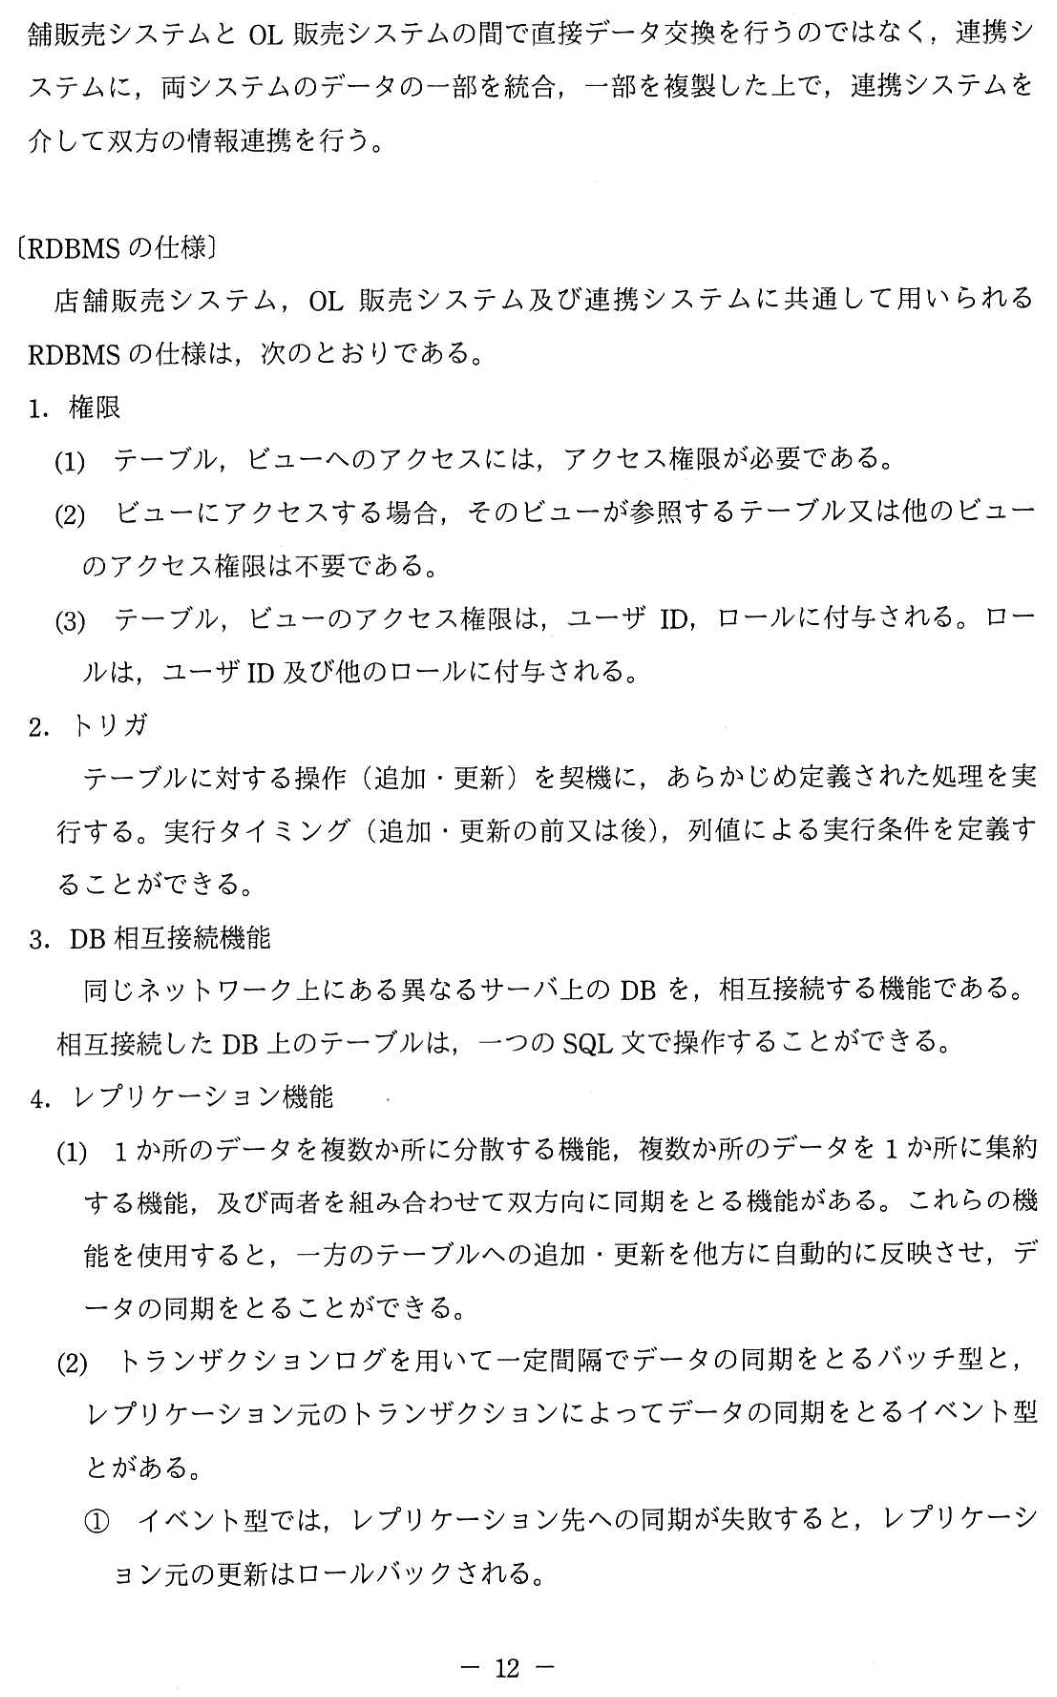 舗販売システムと OL 販売システムの間で直接データ交換を行うのではなく，連携シ
ステムに，両システムのデータの一部を統合，一部を複製した上で，連携システムを
介して双方の情報連携を行う。
〔RDBMS の仕様〕
店舗販売システム，OL 販売システム及び連携システムに共通して用いられる
RDBMS の仕様は，次のとおりである。
1. 権限
(1) テーブル，ビューへのアクセスには，アクセス権限が必要である。
(2) ビューにアクセスする場合，そのビューが参照するテーブル又は他のビュー
のアクセス権限は不要である。
(3) テーブル，ビューのアクセス権限は，ユーザ ID，ロールに付与される。ロー
ルは，ユーザ ID 及び他のロールに付与される。
2. トリガ
テーブルに対する操作（追加・更新）を契機に，あらかじめ定義された処理を実
行する。実行タイミング（追加・更新の前又は後），列値による実行条件を定義す
ることができる。
3. DB 相互接続機能
同じネットワーク上にある異なるサーバ上の DB を，相互接続する機能である。
相互接続した DB 上のテーブルは，一つの SQL 文で操作することができる。
4. レプリケーション機能
(1) 1 か所のデータを複数か所に分散する機能，複数か所のデータを 1 か所に集約
する機能，及び両者を組み合わせて双方向に同期をとる機能がある。これらの機
能を使用すると，一方のテーブルへの追加・更新を他方に自動的に反映させ，デ
ータの同期をとることができる。
(2) トランザクションログを用いて一定間隔でデータの同期をとるバッチ型と，
レプリケーション元のトランザクションによってデータの同期をとるイベント型
とがある。
① イベント型では，レプリケーション先への同期が失敗すると，レプリケーシ
ョン元の更新はロールバックされる。
－ 12 －